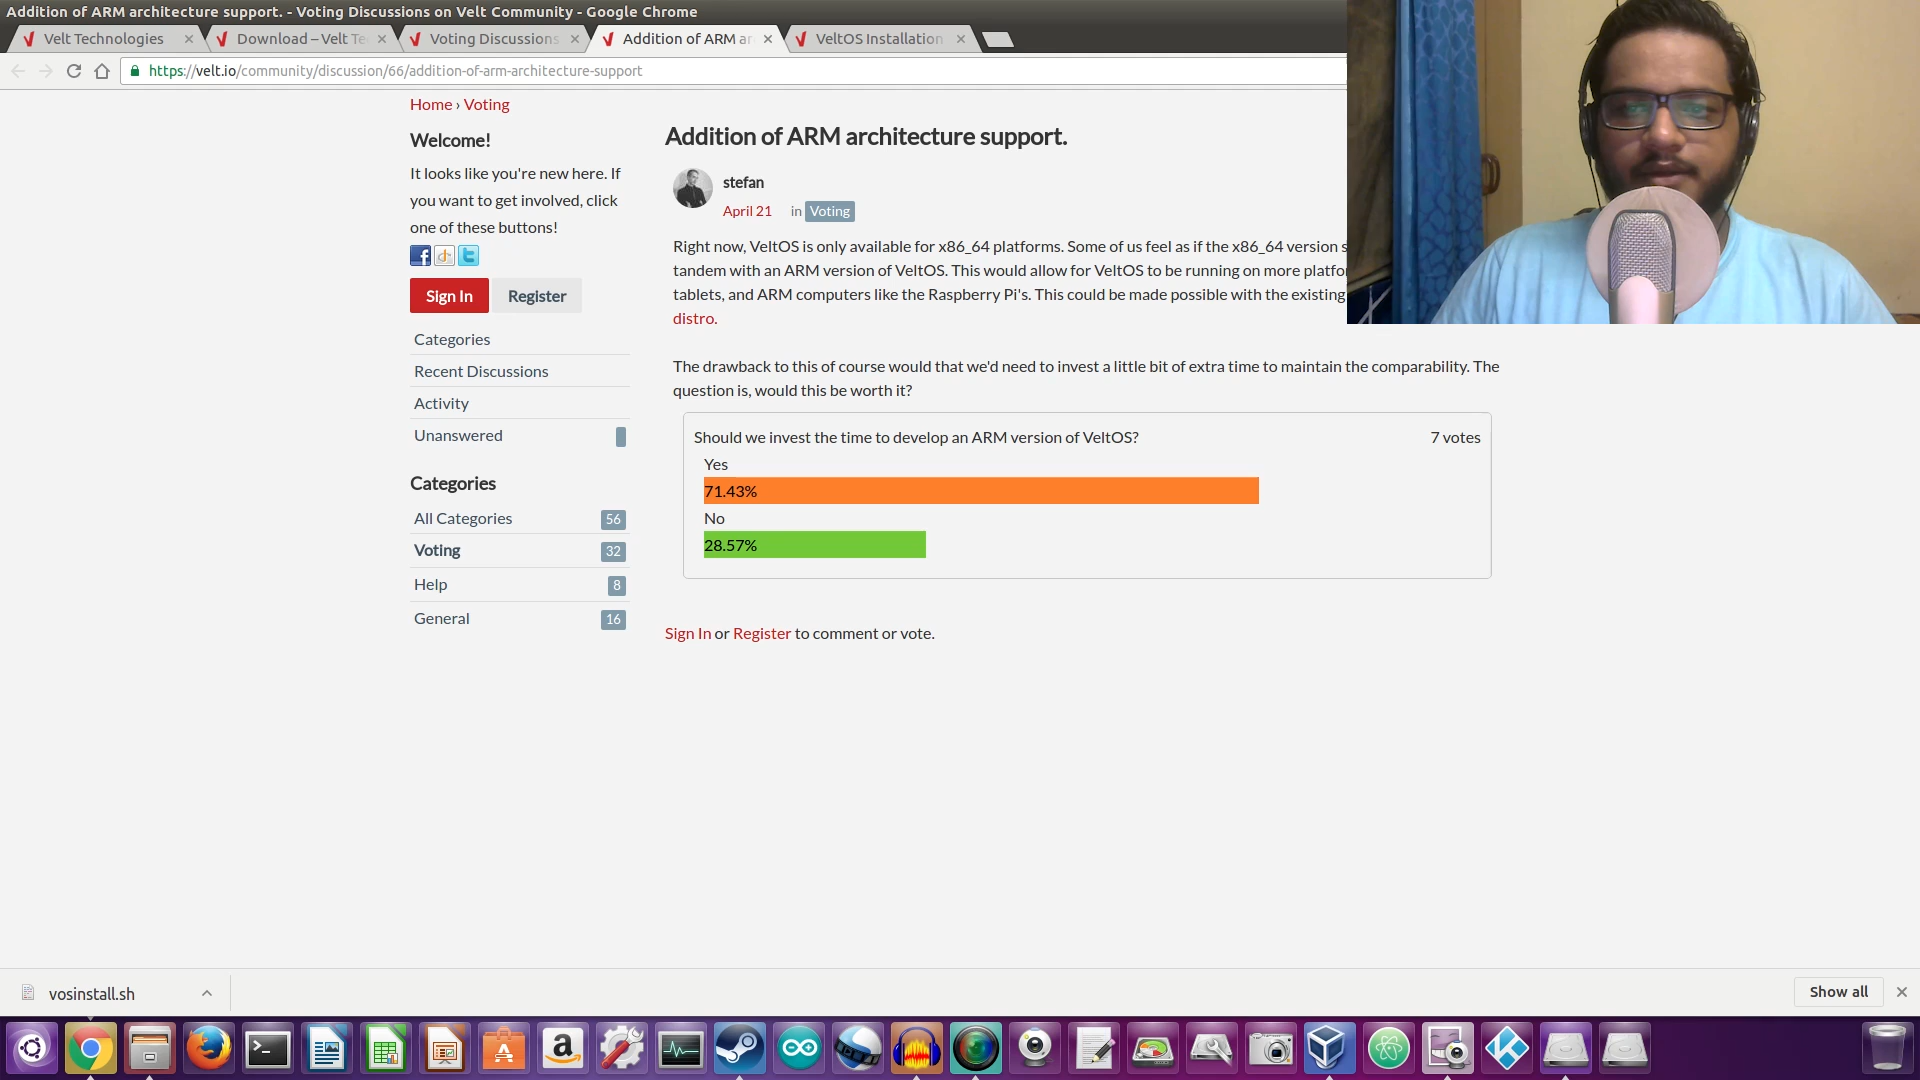 Addition of ARM architecture support. - Voting Discussions on Velt Community - Google Chrome
Velt Technologies
Download – Velt Te
Voting Discussions
Addition of ARM ar
VeltOS Installation
https://velt.io/community/discussion/66/addition-of-arm-architecture-support
Home › Voting
Welcome!
It looks like you're new here. If
you want to get involved, click
one of these buttons!
Sign In
Register
Categories
Recent Discussions
Activity
Unanswered
Categories
All Categories 56
Voting 32
Help 8
General 16
Addition of ARM architecture support.
stefan
April 21 in Voting
Right now, VeltOS is only available for x86_64 platforms. Some of us feel as if the x86_64 version s
tandem with an ARM version of VeltOS. This would allow for VeltOS to be running on more platfor
tablets, and ARM computers like the Raspberry Pi's. This could be made possible with the existing
distro.
The drawback to this of course would that we'd need to invest a little bit of extra time to maintain the comparability. The
question is, would this be worth it?
Should we invest the time to develop an ARM version of VeltOS? 7 votes
Yes
71.43%
No
28.57%
Sign In or Register to comment or vote.
vosinstall.sh
Show all